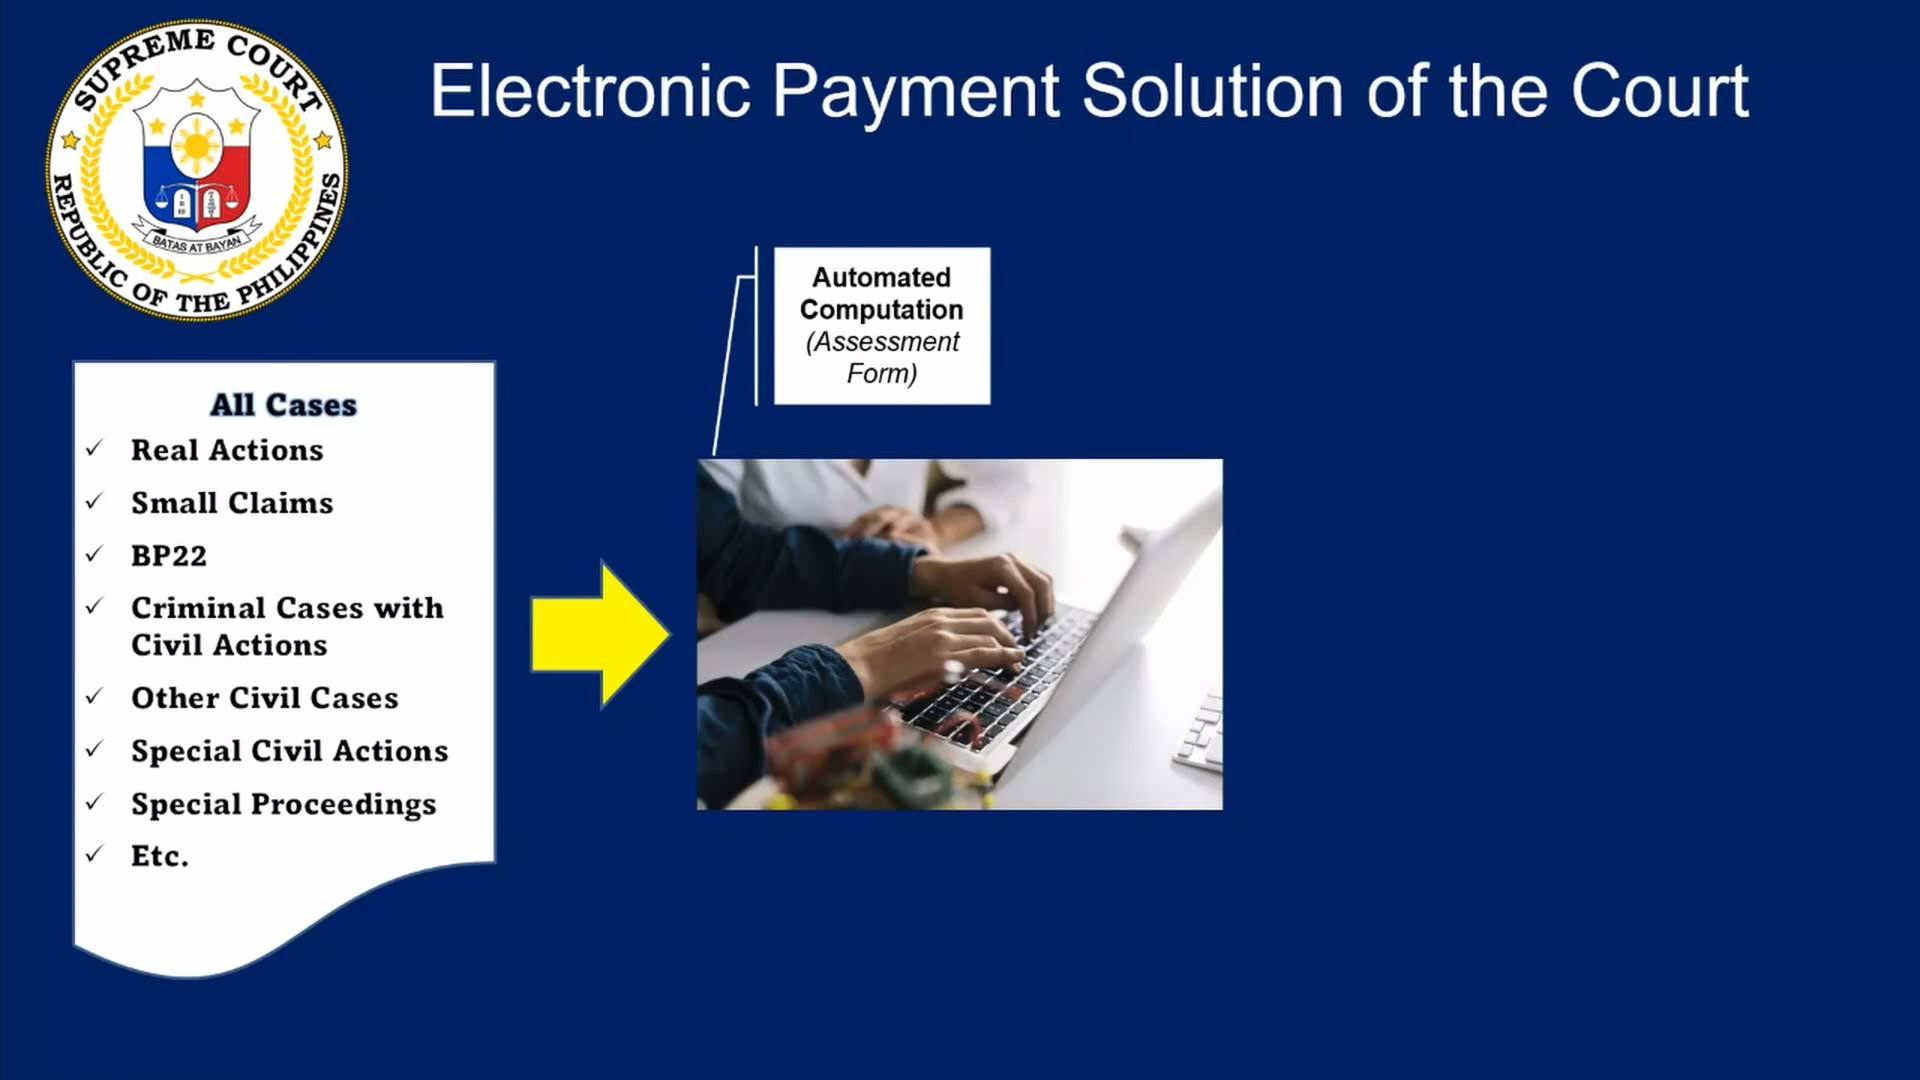 SUPREME COURT
REPUBLIC OF THE PHILIPPINES
BATAS AT BAYAN
Electronic Payment Solution of the Court
Automated
Computation
(Assessment
Form)
All Cases
✓ Real Actions
✓ Small Claims
✓ BP22
✓ Criminal Cases with
Civil Actions
✓ Other Civil Cases
✓ Special Civil Actions
✓ Special Proceedings
✓ Etc.